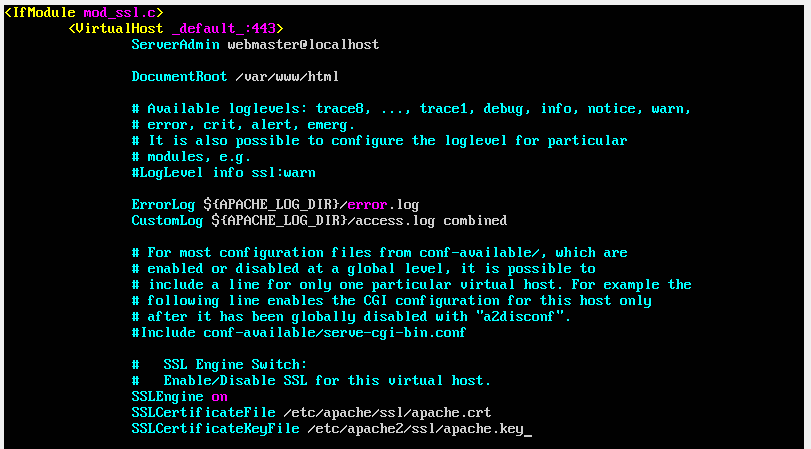 <IfModule mod_ssl.c>
<VirtualHost _default_:443>
ServerAdmin webmaster@localhost
DocumentRoot /var/www/html
# Available loglevels: trace8, ..., trace1, debug, info, notice, warn,
# error, crit, alert, emerg.
# It is also possible to configure the loglevel for particular
# modules, e.g.
#LogLevel info ssl:warn
ErrorLog ${APACHE_LOG_DIR}/error.log
CustomLog ${APACHE_LOG_DIR}/access.log combined
# For most configuration files from conf-available/, which are
# enabled or disabled at a global level, it is possible to
# include a line for only one particular virtual host. For example the
# following line enables the CGI configuration for this host only
# after it has been globally disabled with "a2disconf".
#Include conf-available/serve-cgi-bin.conf
#   SSL Engine Switch:
#   Enable/Disable SSL for this virtual host.
SSLEngine on
SSLCertificateFile /etc/apache/ssl/apache.crt
SSLCertificateKeyFile /etc/apache2/ssl/apache.key_